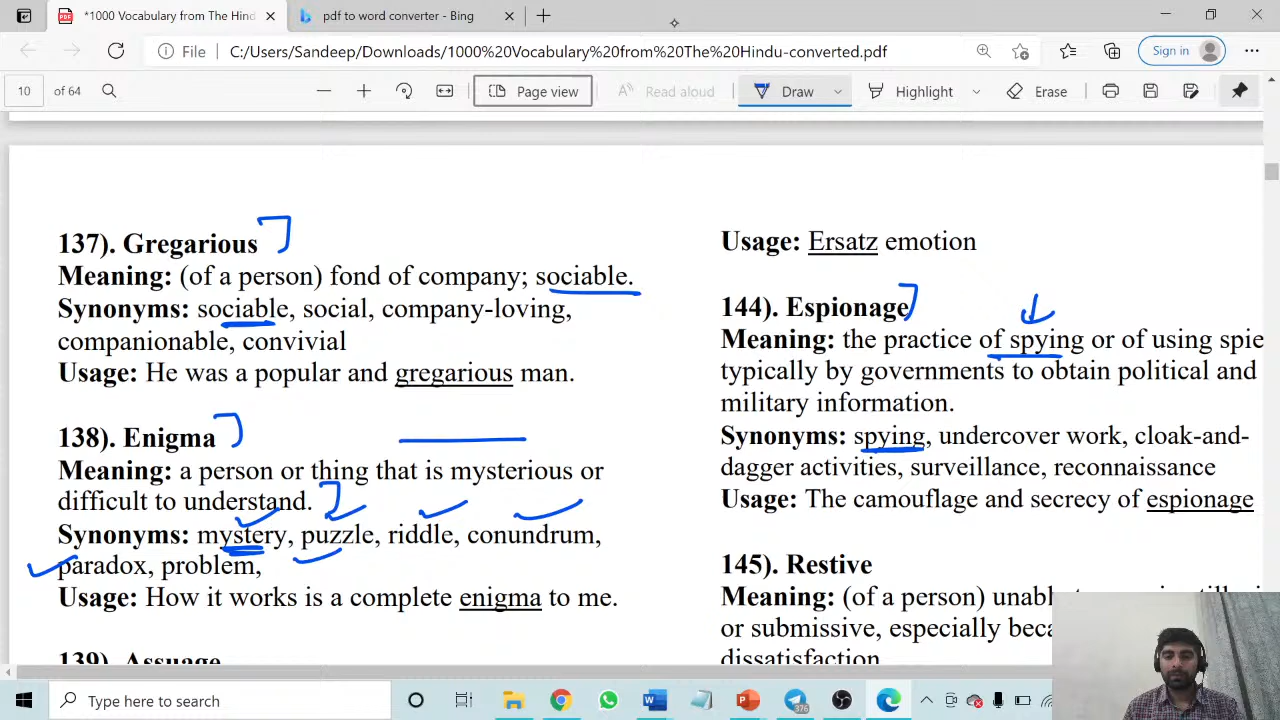 *1000 Vocabulary from The Hind
pdf to word converter - Bing
File
C:/Users/Sandeep/Downloads/1000%20Vocabulary%20from%20The%20Hindu-converted.pdf
Sign in
10 of 64
Page view
Read aloud
Draw
Highlight
Erase
137). Gregarious
Meaning: (of a person) fond of company; sociable.
Synonyms: sociable, social, company-loving,
companionable, convivial
Usage: He was a popular and gregarious man.
138). Enigma
Meaning: a person or thing that is mysterious or
difficult to understand.
Synonyms: mystery, puzzle, riddle, conundrum,
paradox, problem,
Usage: How it works is a complete enigma to me.
139). Assuage
Usage: Ersatz emotion
144). Espionage
Meaning: the practice of spying or of using spie
typically by governments to obtain political and
military information.
Synonyms: spying, undercover work, cloak-and-
dagger activities, surveillance, reconnaissance
Usage: The camouflage and secrecy of espionage
145). Restive
Meaning: (of a person)
or submissive, especially
dissatisfaction
Type here to search
376